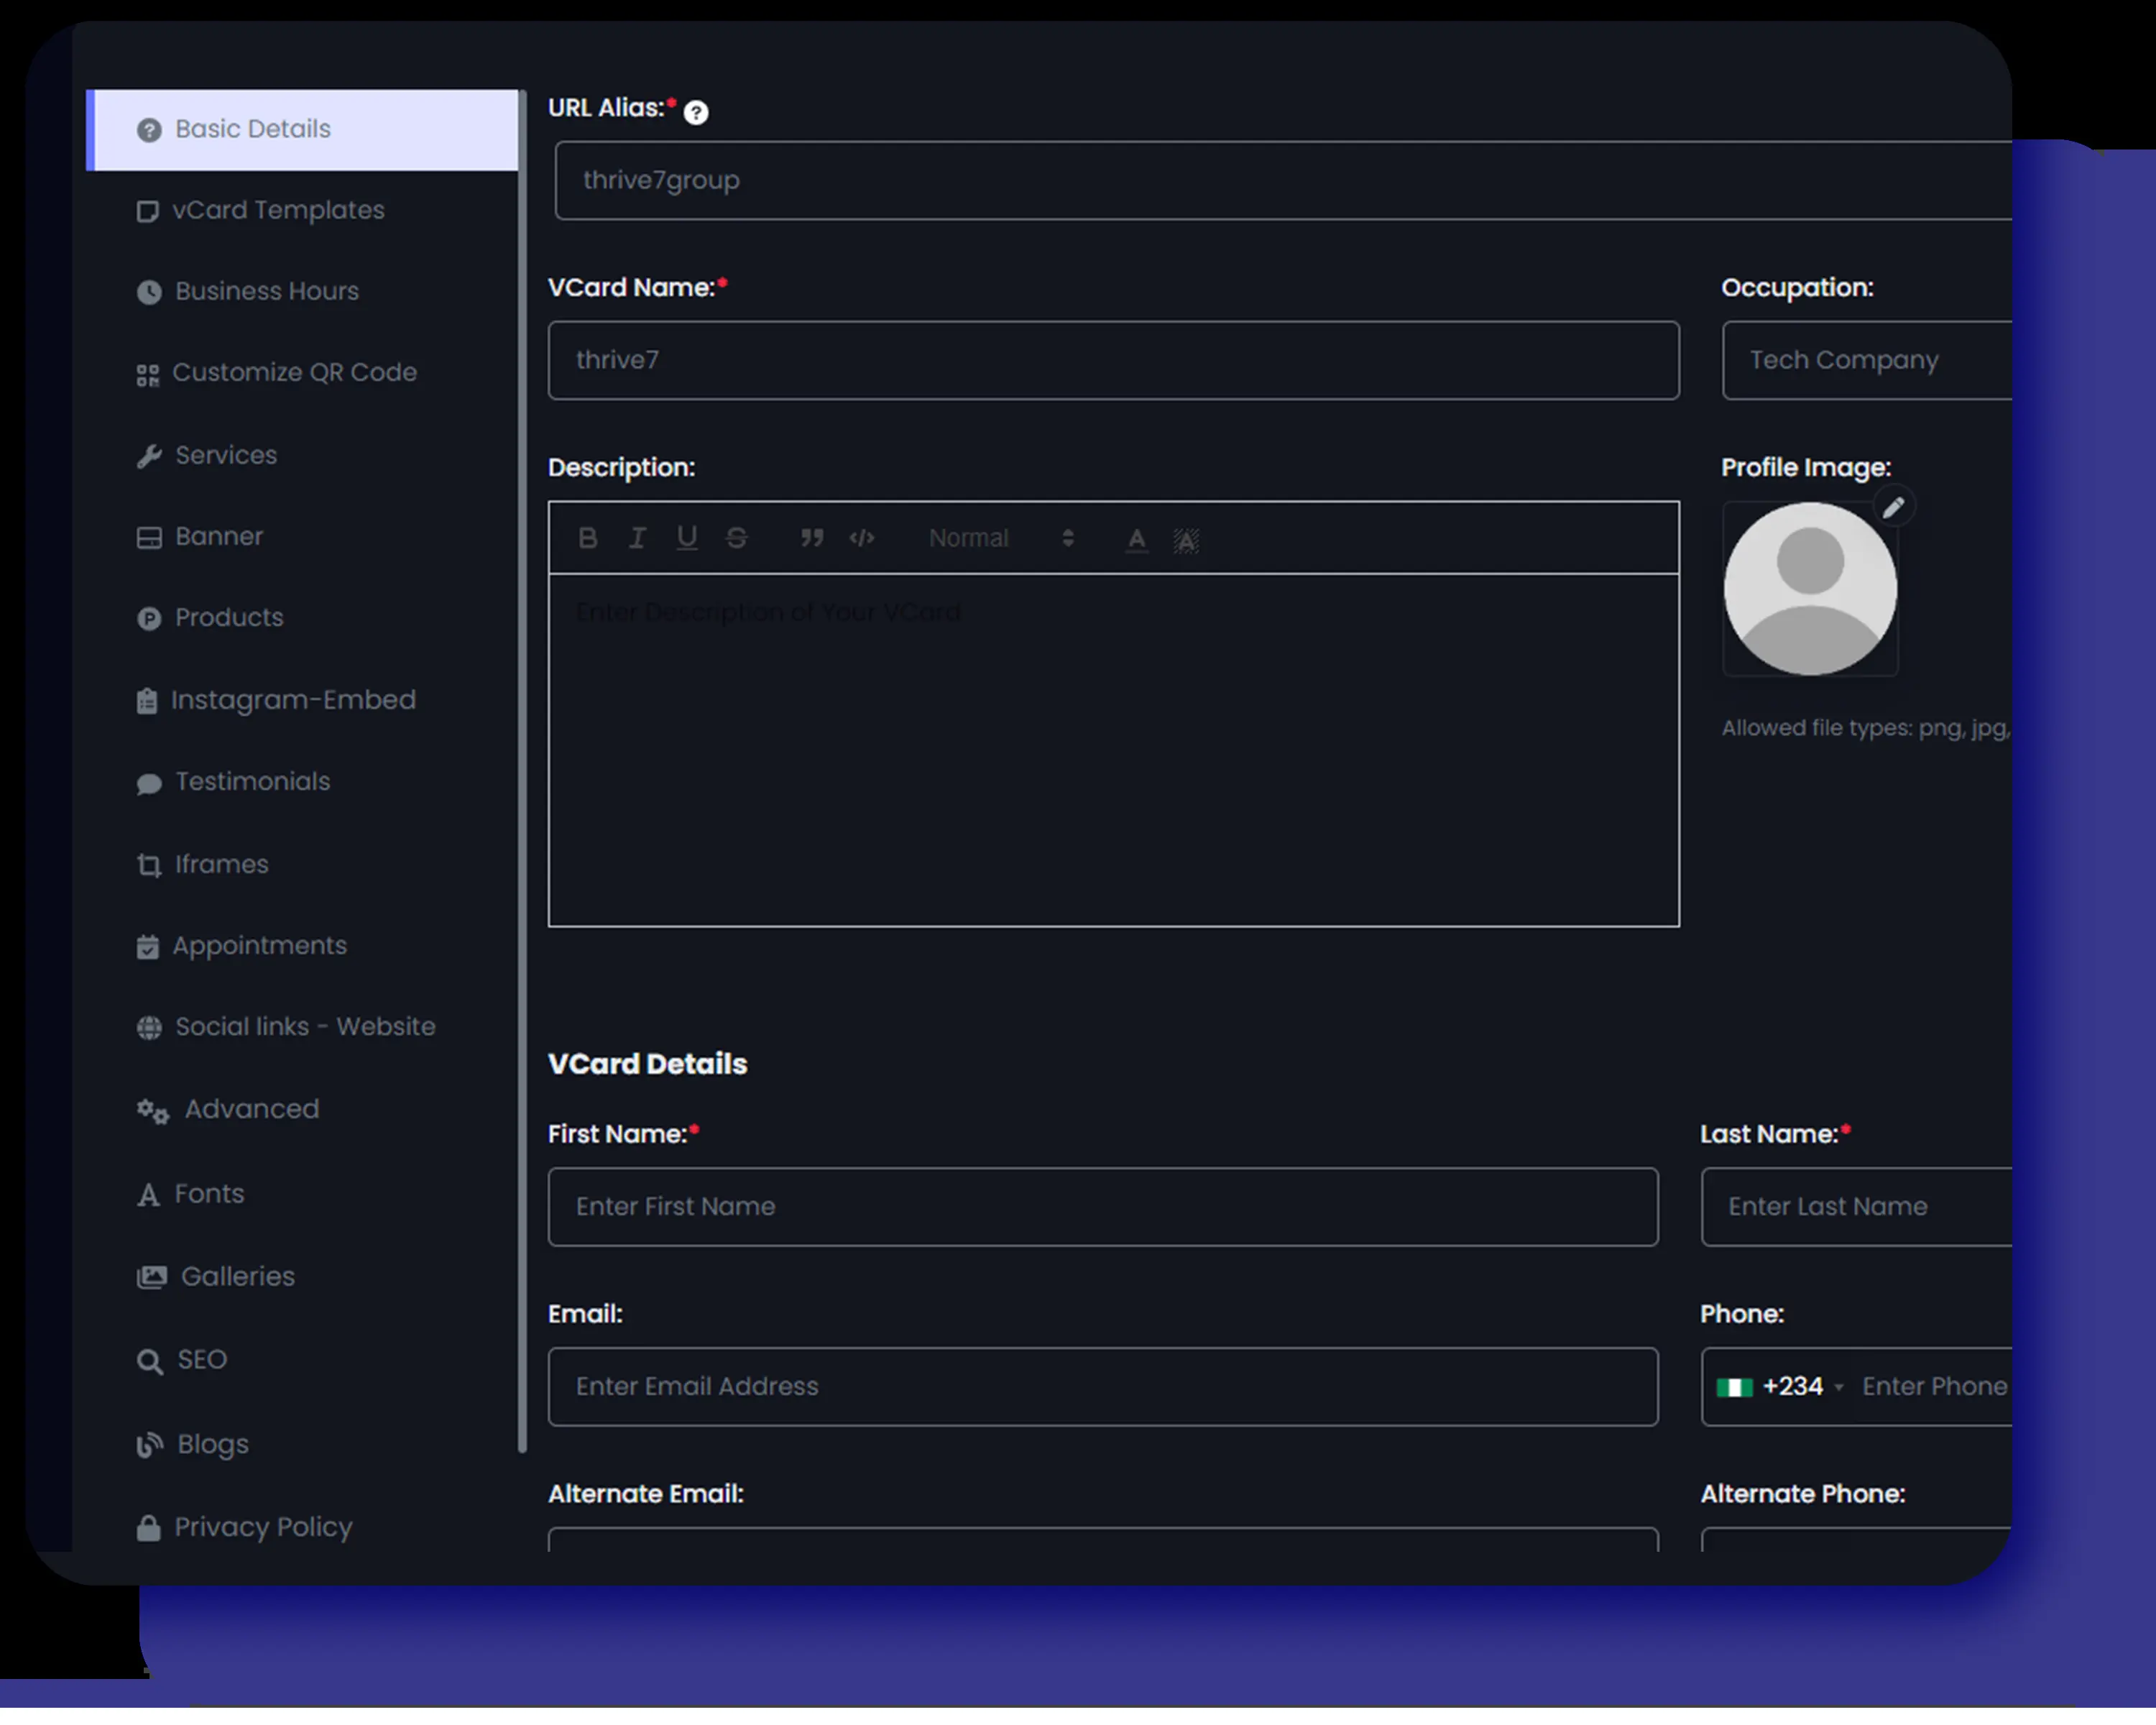 Basic Details
vCard Templates
Business Hours
Customize QR Code
Services
Banner
Products
Instagram-Embed
Testimonials
Iframes
Appointments
Social links - Website
Advanced
Fonts
Galleries
SEO
Blogs
Privacy Policy
URL Alias:*
thrive7group
VCard Name:*
thrive7
Occupation:
Tech Company
Description:
Normal
Enter Description of Your VCard
Profile Image:
Allowed file types: png, jpg,
VCard Details
First Name:*
Enter First Name
Last Name:*
Enter Last Name
Email:
Enter Email Address
Phone:
+234 Enter Phone
Alternate Email:
Alternate Phone: